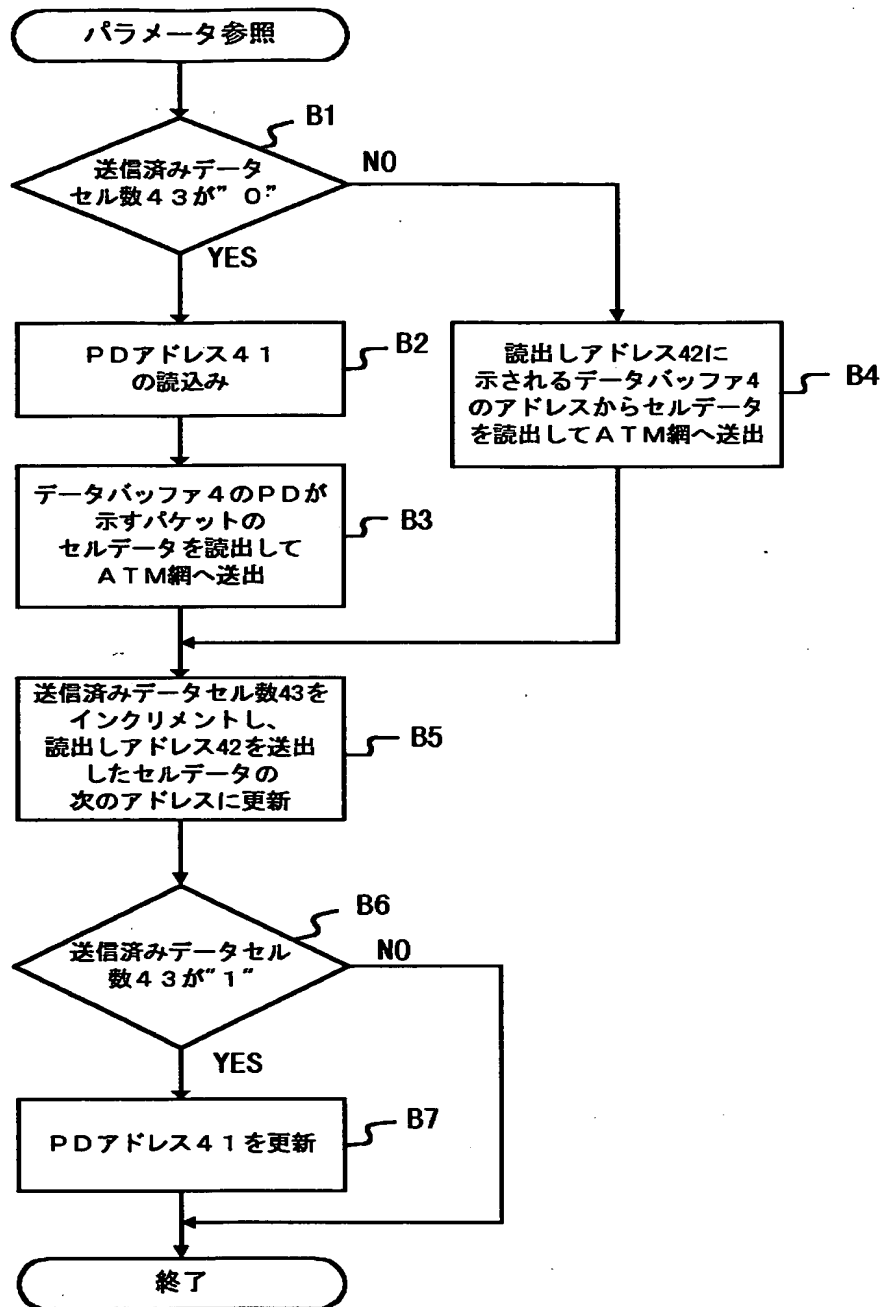 パラメータ参照
B1
送信済みデータ
セル数43が"0"
NO
YES
PDアドレス41
の読込み
B2
読出しアドレス42に
示されるデータバッファ4
のアドレスからセルデータ
を読出してATM網へ送出
B4
データバッファ4のPDが
示すパケットの
セルデータを読出して
ATM網へ送出
B3
送信済みデータセル数43を
インクリメントし、
読出しアドレス42を送出
したセルデータの
次のアドレスに更新
B5
B6
送信済みデータセル
数43が"1"
NO
YES
B7
PDアドレス41を更新
終了